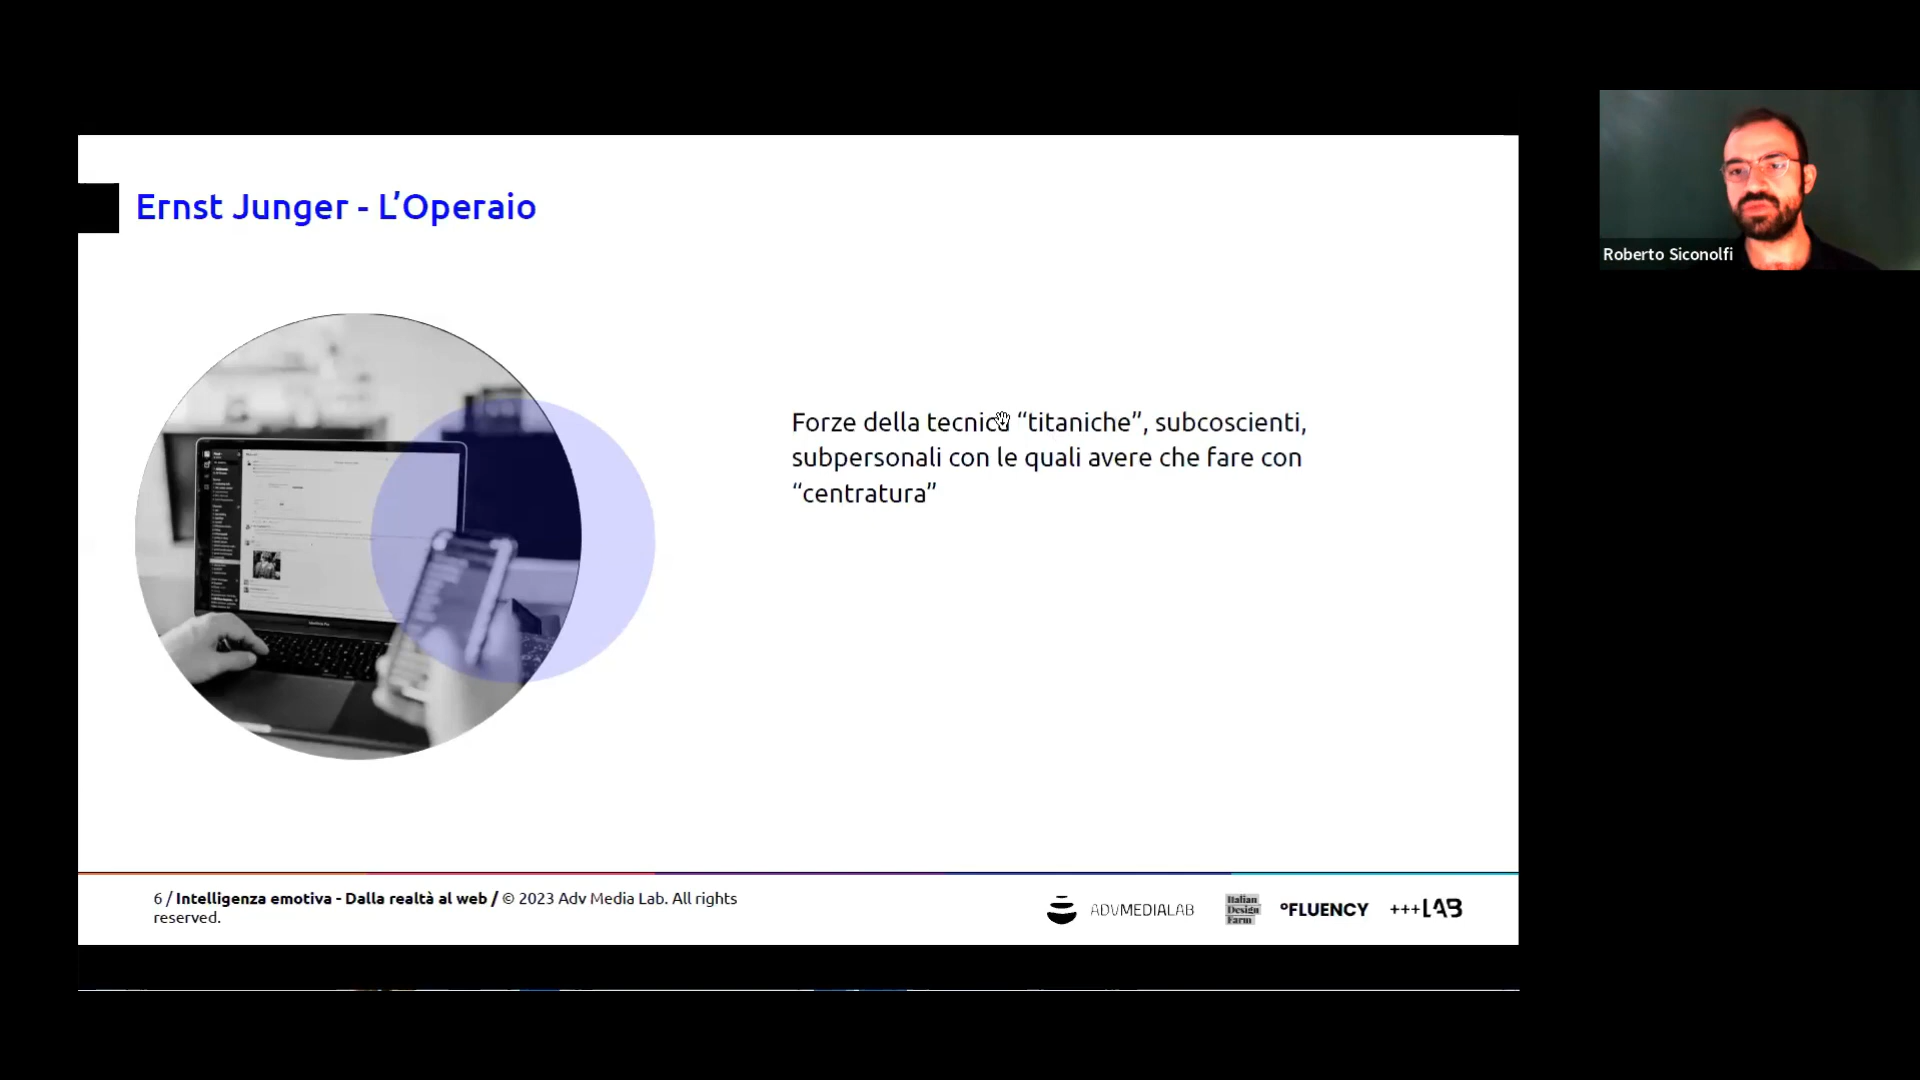 Ernst Junger - L’Operaio
Forze della tecnica “titaniche”, subcoscienti,
subpersonali con le quali avere che fare con
“centratura”
Roberto Siconolfi
6 / Intelligenza emotiva - Dalla realtà al web / © 2023 Adv Media Lab. All rights
reserved.
ADVMEDIALAB
Italian
Design
Farm
°FLUENCY
+++LAB